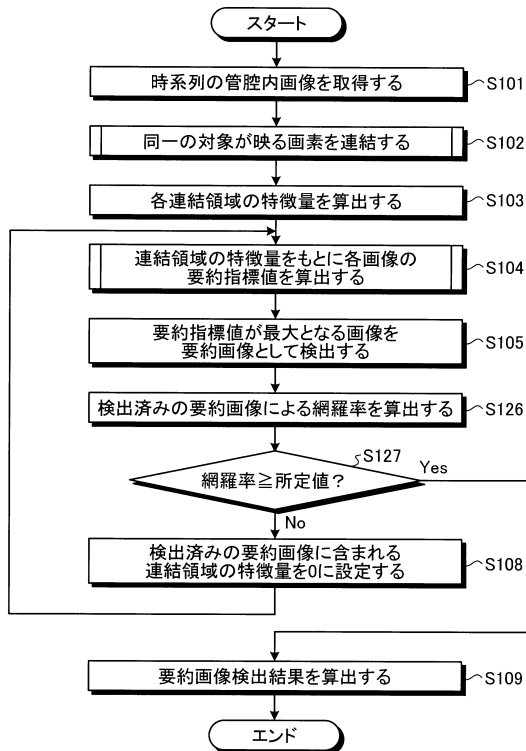 スタート
時系列の管腔内画像を取得する
S101
同一の対象が映る画素を連結する
S102
各連結領域の特徴量を算出する
S103
連結領域の特徴量をもとに各画像の
要約指標値を算出する
S104
要約指標値が最大となる画像を
要約画像として検出する
S105
検出済みの要約画像による網羅率を算出する
S126
S127
網羅率≧所定値？
Yes
No
検出済みの要約画像に含まれる
連結領域の特徴量を0に設定する
S108
要約画像検出結果を算出する
S109
エンド